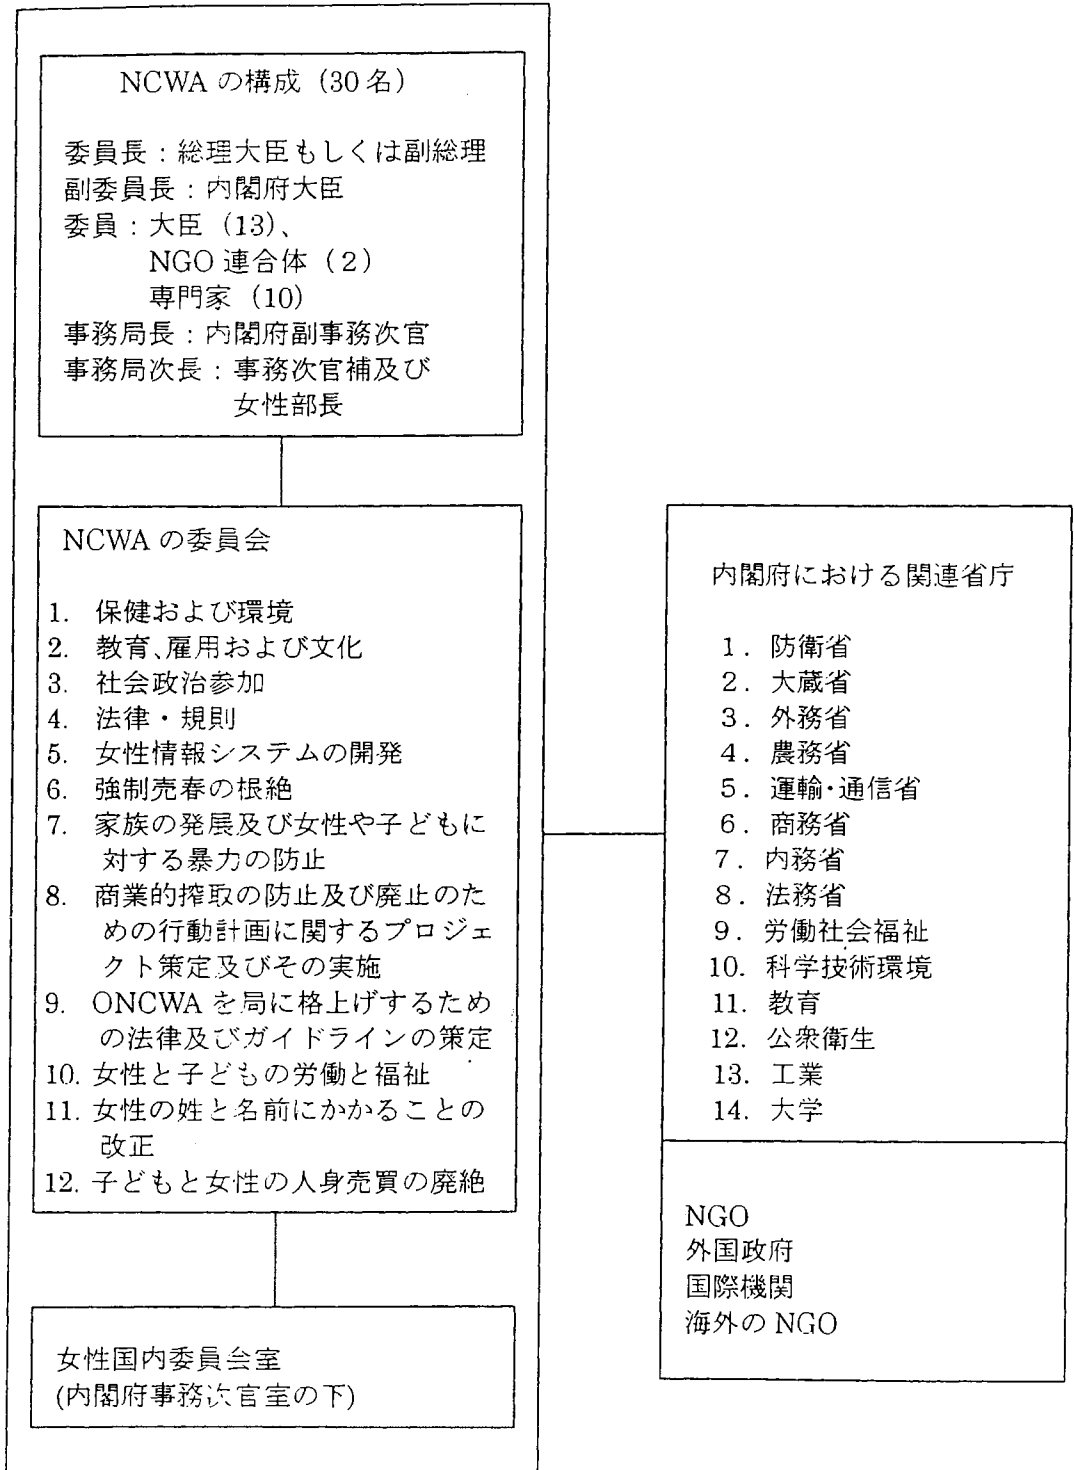 NCWA の構成（30名）
委員長：総理大臣もしくは副総理
副委員長：内閣府大臣
委員：大臣（13）、
NGO 連合体（２）
専門家（10）
事務局長：内閣府副事務次官
事務局次長：事務次官補及び
女性部長
NCWA の委員会
1. 保健および環境
2. 教育、雇用および文化
3. 社会政治参加
4. 法律・規則
5. 女性情報システムの開発
6. 強制売春の根絶
7. 家族の発展及び女性や子どもに
対する暴力の防止
8. 商業的搾取の防止及び廃止のた
めの行動計画に関するプロジェ
クト策定及びその実施
9. ONCWA を局に格上げするため
の法律及びガイドラインの策定
10. 女性と子どもの労働と福祉
11. 女性の姓と名前にかかることの
改正
12. 子どもと女性の人身売買の廃絶
女性国内委員会室
(内閣府事務次官室の下)
内閣府における関連省庁
１．防衛省
２．大蔵省
３．外務省
４．農務省
５．運輸・通信省
６．商務省
７．内務省
８．法務省
９．労働社会福祉
10. 科学技術環境
11. 教育
12. 公衆衛生
13. 工業
14. 大学
NGO
外国政府
国際機関
海外の NGO